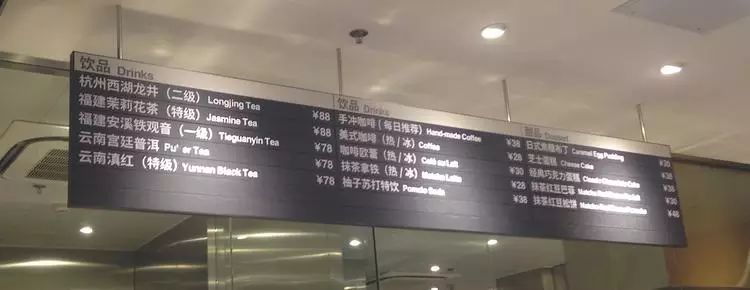 饮品 Drinks
杭州西湖龙井（二级） Longjing Tea ¥88
福建茉莉花茶（特级） Jasmine Tea ¥88
福建安溪铁观音（一级） Tieguanyin Tea ¥78
云南宫廷普洱 Pu' er Tea ¥78
云南滇红（特级） Yunnan Black Tea ¥78
饮品 Drinks
手冲咖啡（每日推荐） Hand-made Coffee ¥38
美式咖啡（热/冰） Coffee ¥28
咖啡欧蕾（热/冰） Café au Lait ¥30
抹茶拿铁（热/冰） Matcha Latte ¥28
柚子苏打特饮 Pomelo Soda ¥38
甜品 Dessert
日式焦糖布丁 Caramel Egg Pudding ¥30
芝士蛋糕 Cheese Cake ¥38
经典巧克力蛋糕 Classic Chocolate Cake
抹茶红豆巴菲 ¥30
抹茶红豆松饼 ¥48